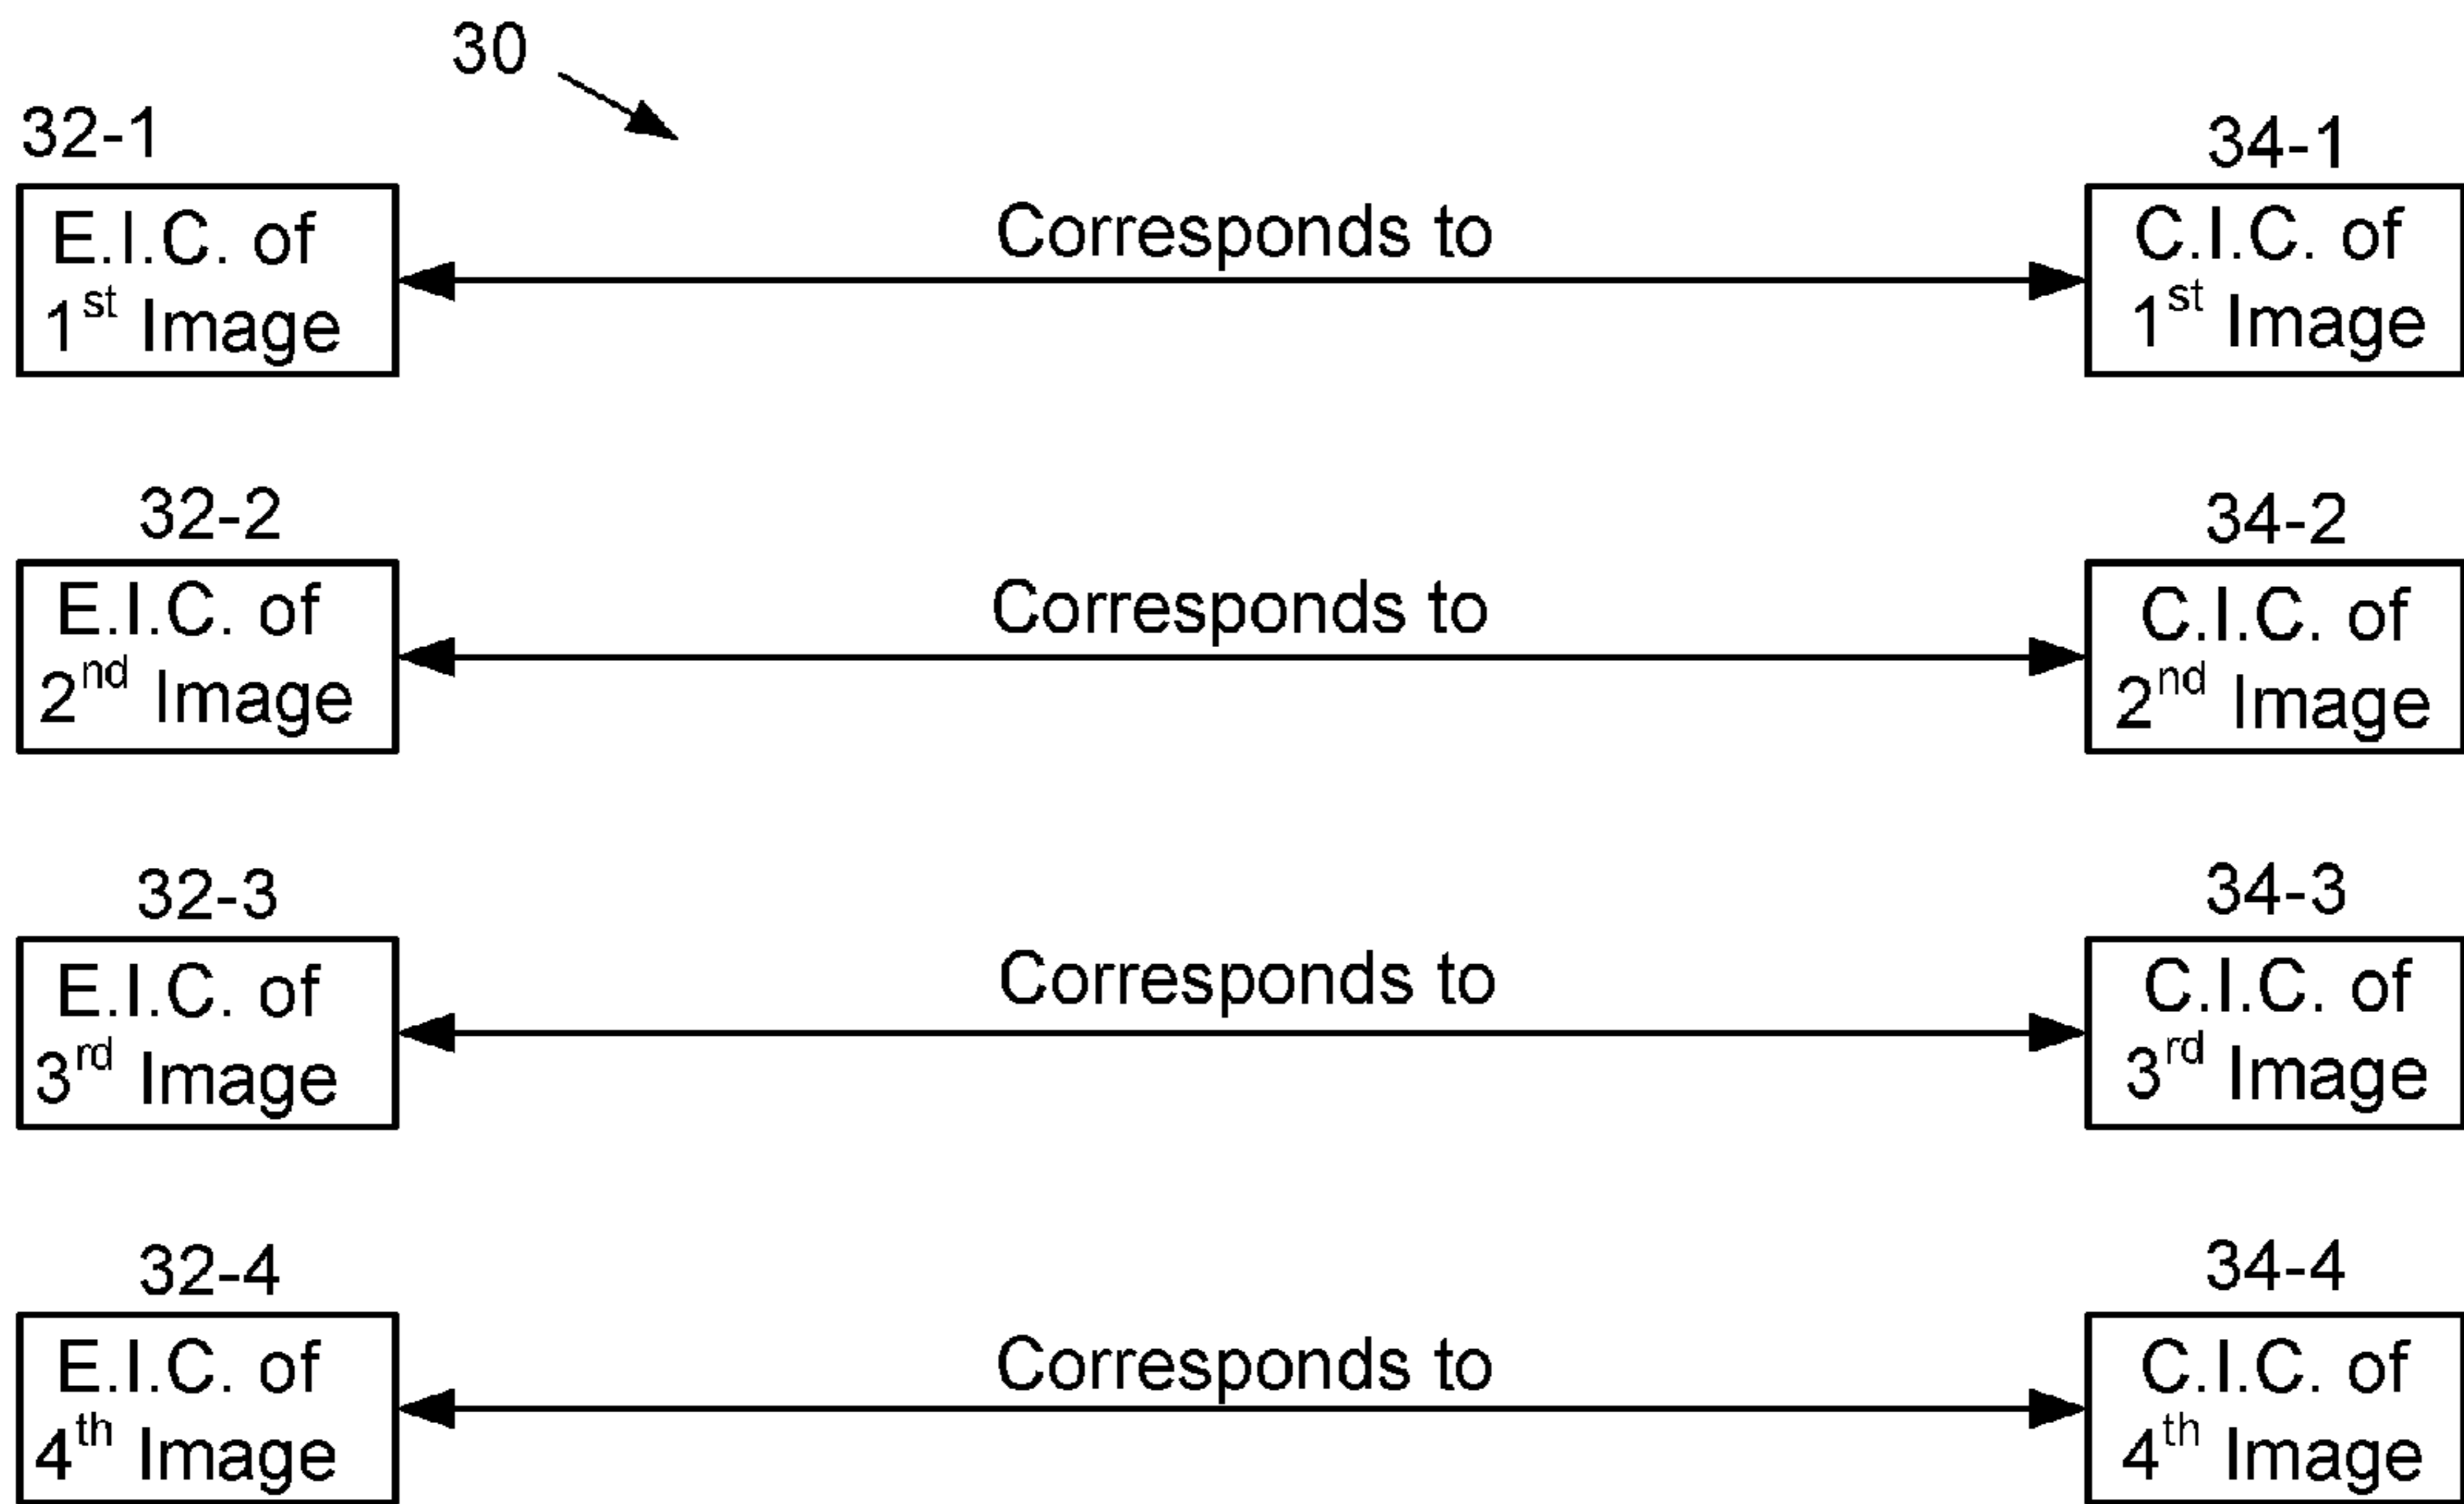 30
32-1
34-1
E.I.C. of
1st Image
Corresponds to
C.I.C. of
1st Image
32-2
34-2
E.I.C. of
2nd Image
Corresponds to
C.I.C. of
2nd Image
32-3
34-3
E.I.C. of
3rd Image
Corresponds to
C.I.C. of
3rd Image
32-4
34-4
E.I.C. of
4th Image
Corresponds to
C.I.C. of
4th Image